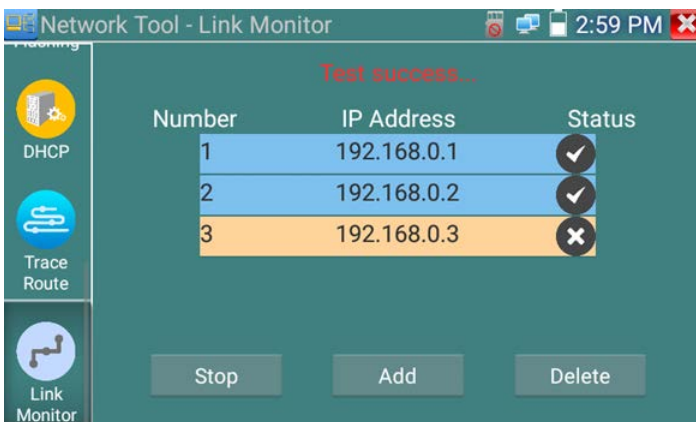 Network Tool - Link Monitor 2:59 PM
Flushing
Test success...
Number IP Address Status
1 192.168.0.1
2 192.168.0.2
3 192.168.0.3
DHCP
Trace
Route
Link
Monitor
Stop Add Delete